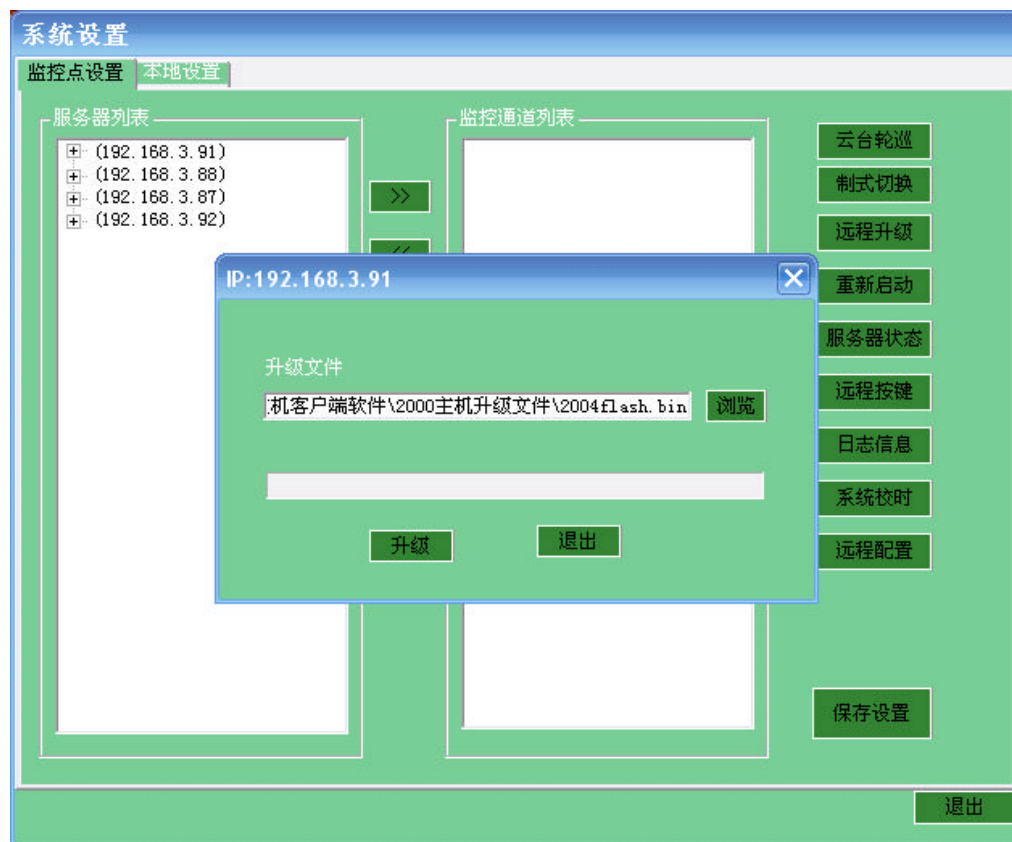 系统设置
监控点设置
本地设置
服务器列表
监控通道列表
(192.168.3.91)
(192.168.3.88)
(192.168.3.87)
(192.168.3.92)
>>
<<
云台轮巡
制式切换
远程升级
重新启动
服务器状态
远程按键
日志信息
系统校时
远程配置
保存设置
IP:192.168.3.91
升级文件
机客户端软件\2000主机升级文件\2004flash.bin
浏览
升级
退出
退出